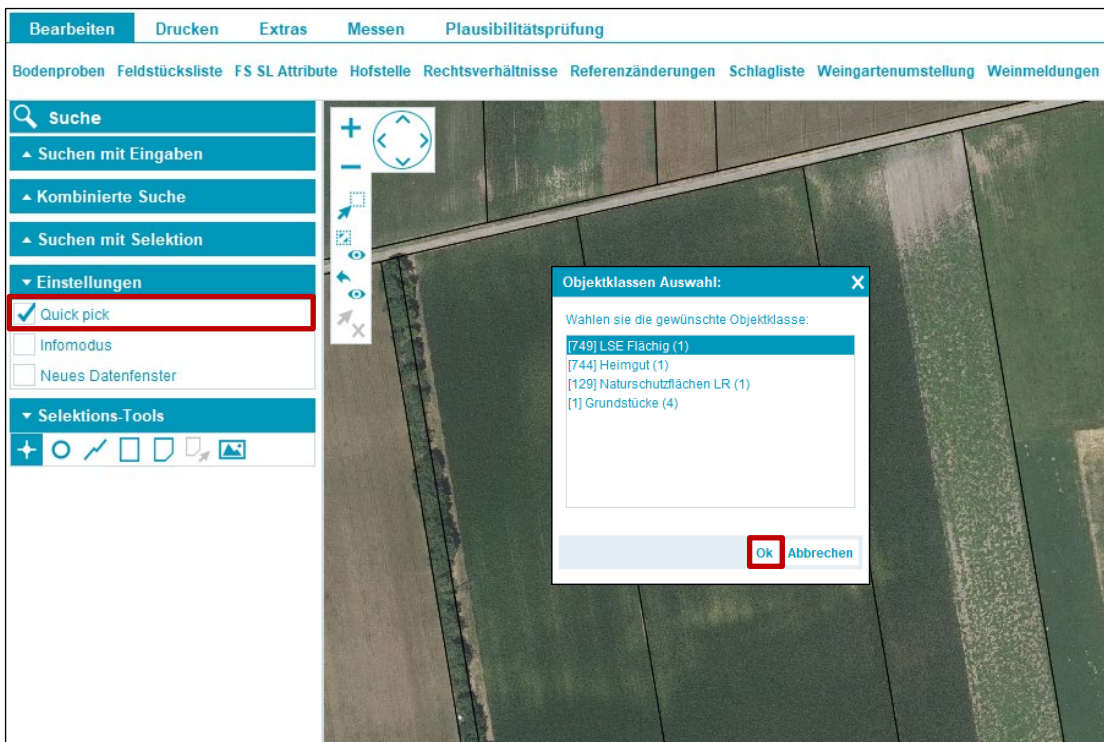 Bearbeiten Drucken Extras Messen Plausibilitätsprüfung
Bodenproben Feldstücksliste FS SL Attribute Hofstelle Rechtsverhältnisse Referenzänderungen Schlagliste Weingartenumstellung Weinmeldungen
Suche
Suchen mit Eingaben
Kombinierte Suche
Suchen mit Selektion
Einstellungen
Quick pick
Infomodus
Neues Datenfenster
Selektions-Tools
Objektklassen Auswahl:
Wahlen sie die gewünschte Objektklasse:
[749] LSE Flächig (1)
[744] Heimgut (1)
[129] Naturschutzflächen LR (1)
[1] Grundstücke (4)
Ok Abbrechen